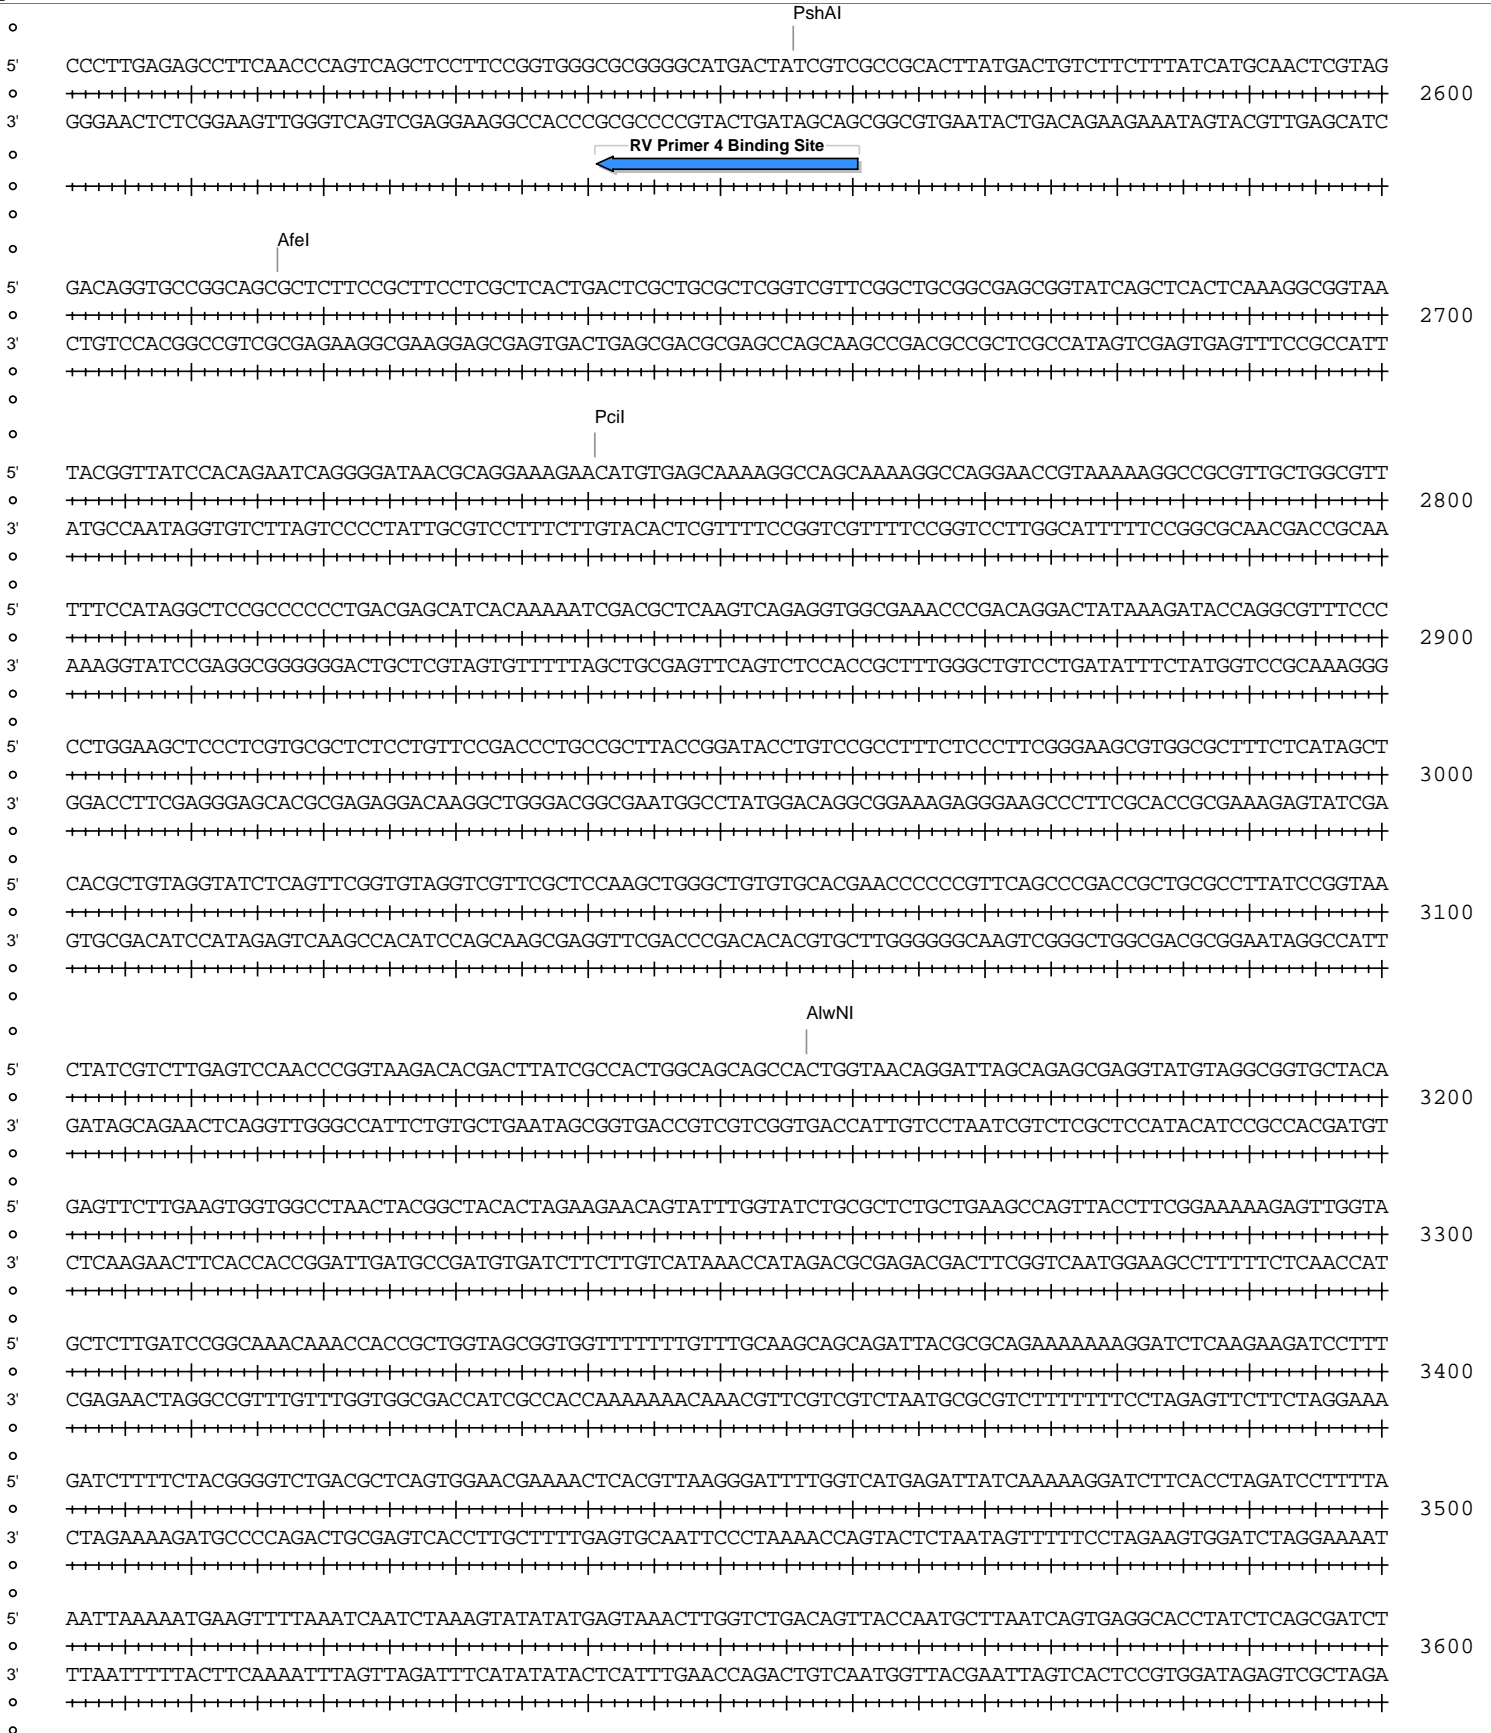 PshAI
5' CCCTTGAGAGCCTTCAACCCAGTCAGCTCCTTCCGGTGGGCGCGGGGCATGACTATCGTCGCCGCACTTATGACTGTCTTCTTTATCATGCAACTCGTAG
2600
3' GGGAACTCTCGGAAGTTGGGTCAGTCGAGGAAGGCCACCCGCGCCCCGTACTGATAGCAGCGGCGTGAATACTGACAGAAGAAATAGTACGTTGAGCATC
RV Primer 4 Binding Site
AfeI
5' GACAGGTGCCGGCAGCGCTCTTCCGCTTCCTCGCTCACTGACTCGCTGCGCTCGGTCGTTCGGCTGCGGCGAGCGGTATCAGCTCACTCAAAGGCGGTAA
2700
3' CTGTCCACGGCCGTCGCGAGAAGGCGAAGGAGCGAGTGACTGAGCGACGCGAGCCAGCAAGCCGACGCCGCTCGCCATAGTCGAGTGAGTTTCCGCCATT
PciI
5' TACGGTTATCCACAGAATCAGGGGATAACGCAGGAAAGAACATGTGAGCAAAAGGCCAGCAAAAGGCCAGGAACCGTAAAAAGGCCGCGTTGCTGGCGTT
2800
3' ATGCCAATAGGTGTCTTAGTCCCCTATTGCGTCCTTTCTTGTACACTCGTTTTCCGGTCGTTTTCCGGTCCTTGGCATTTTTCCGGCGCAACGACCGCAA
5' TTTCCATAGGCTCCGCCCCCCTGACGAGCATCACAAAAATCGACGCTCAAGTCAGAGGTGGCGAAACCCGACAGGACTATAAAGATACCAGGCGTTTCCC
2900
3' AAAGGTATCCGAGGCGGGGGGACTGCTCGTAGTGTTTTTAGCTGCGAGTTCAGTCTCCACCGCTTTGGGCTGTCCTGATATTTCTATGGTCCGCAAAGGG
5' CCTGGAAGCTCCCTCGTGCGCTCTCCTGTTCCGACCCTGCCGCTTACCGGATACCTGTCCGCCTTTCTCCCTTCGGGAAGCGTGGCGCTTTCTCATAGCT
3000
3' GGACCTTCGAGGGAGCACGCGAGAGGACAAGGCTGGGACGGCGAATGGCCTATGGACAGGCGGAAAGAGGGAAGCCCTTCGCACCGCGAAAGAGTATCGA
5' CACGCTGTAGGTATCTCAGTTCGGTGTAGGTCGTTCGCTCCAAGCTGGGCTGTGTGCACGAACCCCCCGTTCAGCCCGACCGCTGCGCCTTATCCGGTAA
3100
3' GTGCGACATCCATAGAGTCAAGCCACATCCAGCAAGCGAGGTTCGACCCGACACACGTGCTTGGGGGGCAAGTCGGGCTGGCGACGCGGAATAGGCCATT
AlwNI
5' CTATCGTCTTGAGTCCAACCCGGTAAGACACGACTTATCGCCACTGGCAGCAGCCACTGGTAACAGGATTAGCAGAGCGAGGTATGTAGGCGGTGCTACA
3200
3' GATAGCAGAACTCAGGTTGGGCCATTCTGTGCTGAATAGCGGTGACCGTCGTCGGTGACCATTGTCCTAATCGTCTCGCTCCATACATCCGCCACGATGT
5' GAGTTCTTGAAGTGGTGGCCTAACTACGGCTACACTAGAAGAACAGTATTTGGTATCTGCGCTCTGCTGAAGCCAGTTACCTTCGGAAAAAGAGTTGGTA
3300
3' CTCAAGAACTTCACCACCGGATTGATGCCGATGTGATCTTCTTGTCATAAACCATAGACGCGAGACGACTTCGGTCAATGGAAGCCTTTTTCTCAACCAT
5' GCTCTTGATCCGGCAAACAAACCACCGCTGGTAGCGGTGGTTTTTTTGTTTGCAAGCAGCAGATTACGCGCAGAAAAAAAGGATCTCAAGAAGATCCTTT
3400
3' CGAGAACTAGGCCGTTTGTTTGGTGGCGACCATCGCCACCAAAAAAACAAACGTTCGTCGTCTAATGCGCGTCTTTTTTTCCTAGAGTTCTTCTAGGAAA
5' GATCTTTTCTACGGGGTCTGACGCTCAGTGGAACGAAAACTCACGTTAAGGGATTTTGGTCATGAGATTATCAAAAAGGATCTTCACCTAGATCCTTTTA
3500
3' CTAGAAAAGATGCCCCAGACTGCGAGTCACCTTGCTTTTGAGTGCAATTCCCTAAAACCAGTACTCTAATAGTTTTTCCTAGAAGTGGATCTAGGAAAAT
5' AATTAAAAATGAAGTTTTAAATCAATCTAAAGTATATATGAGTAAACTTGGTCTGACAGTTACCAATGCTTAATCAGTGAGGCACCTATCTCAGCGATCT
3600
3' TTAATTTTTACTTCAAAATTTAGTTAGATTTCATATATACTCATTTGAACCAGACTGTCAATGGTTACGAATTAGTCACTCCGTGGATAGAGTCGCTAGA